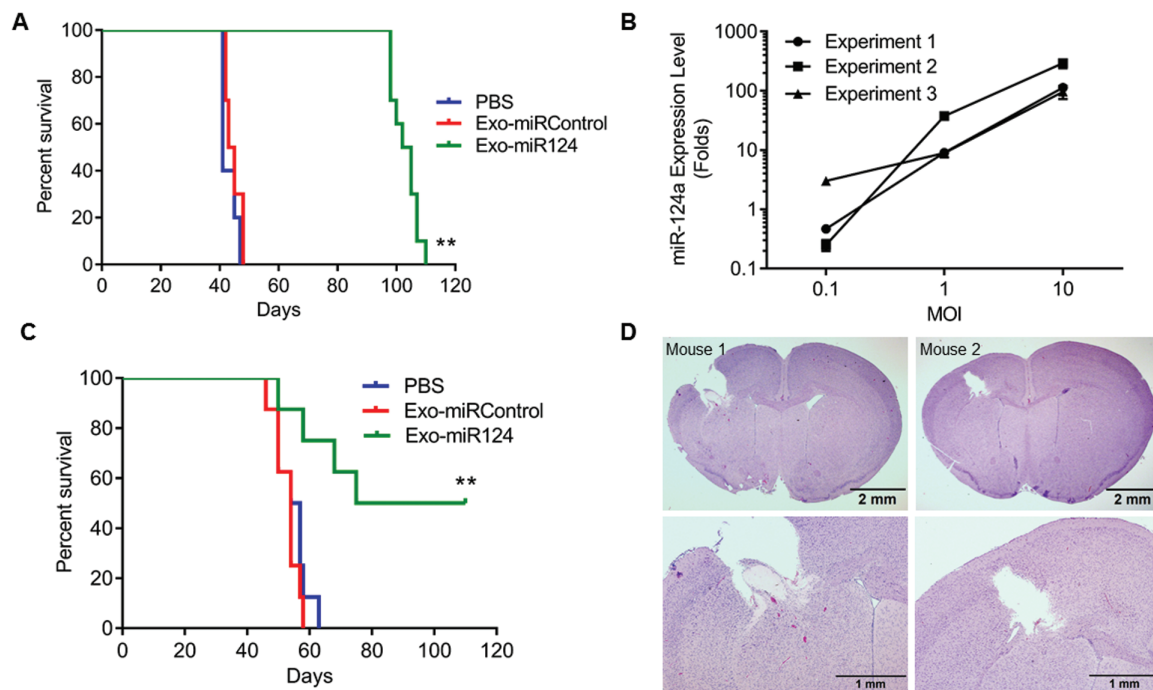 A
Percent survival
100
80
60
40
20
0
0 20 40 60 80 100 120
Days
PBS
Exo-miRControl
Exo-miR124
**
B
miR-124a Expression Level
(Folds)
1000
100
10
1
0.1
0.1 1 10
MOI
Experiment 1
Experiment 2
Experiment 3
C
Percent survival
100
80
60
40
20
0
0 20 40 60 80 100 120
Days
PBS
Exo-miRControl
Exo-miR124
**
D
Mouse 1
2 mm
Mouse 2
2 mm
1 mm
1 mm